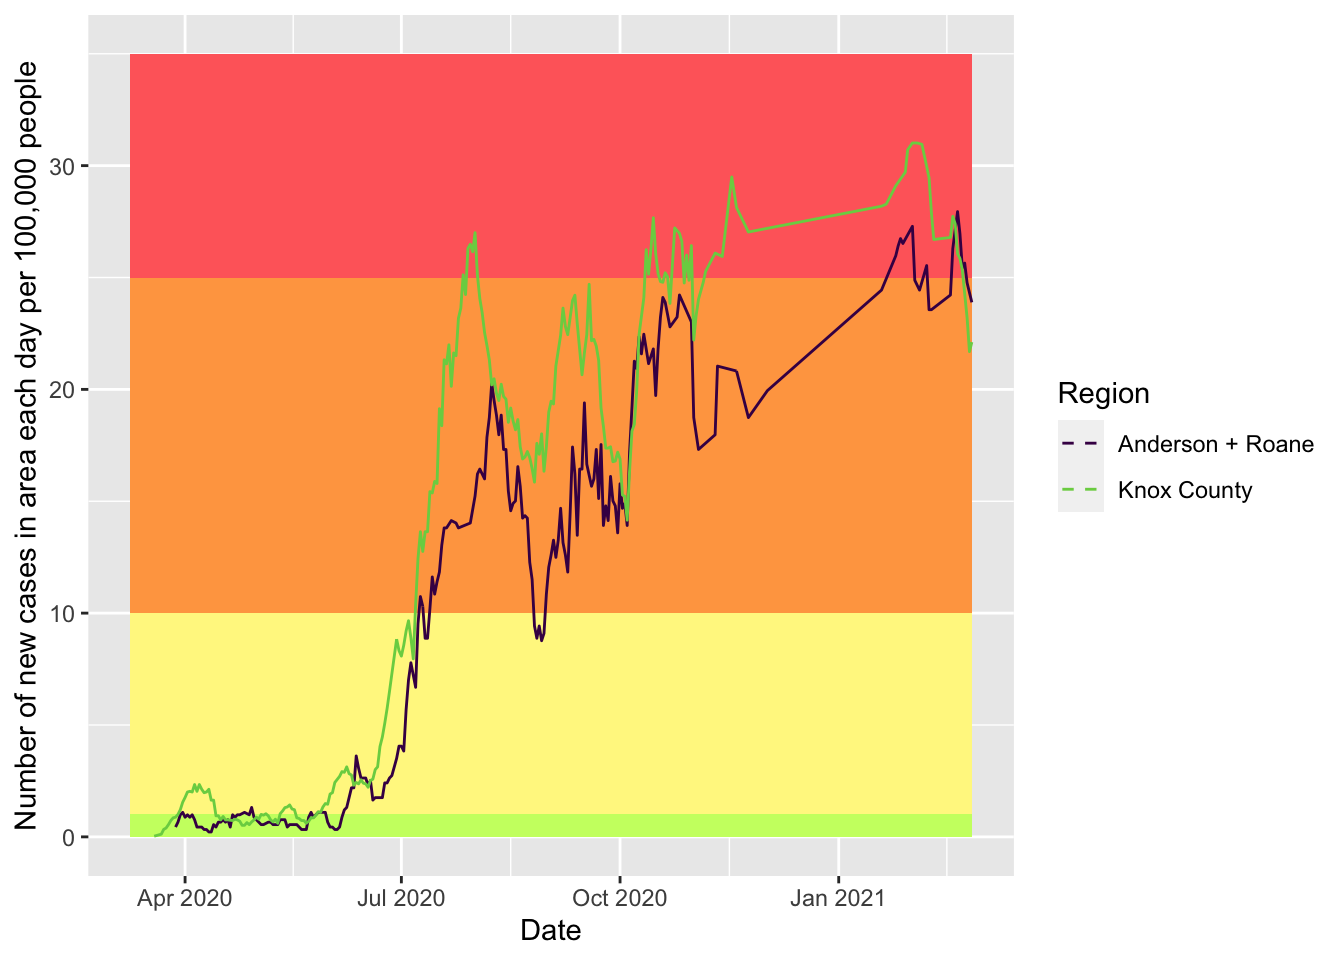 Number of new cases in area each day per 100,000 people
30
20
10
0
Apr 2020
Jul 2020
Oct 2020
Jan 2021
Date
Region
Anderson + Roane
Knox County